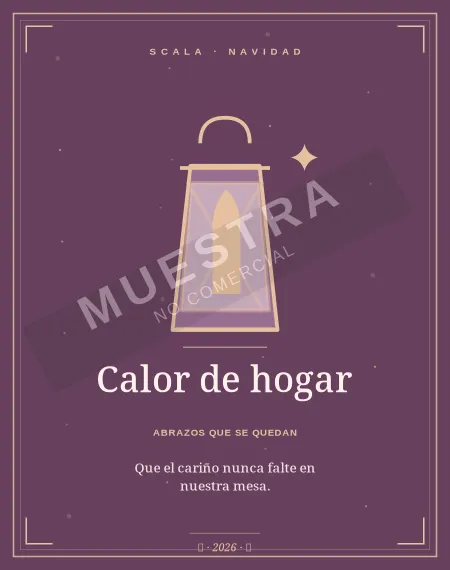 SCALA · NAVIDAD
MUESTRA
NO COMERCIAL
Calor de hogar
ABRAZOS QUE SE QUEDAN
Que el cariño nunca falte en
nuestra mesa.
· 2026 ·